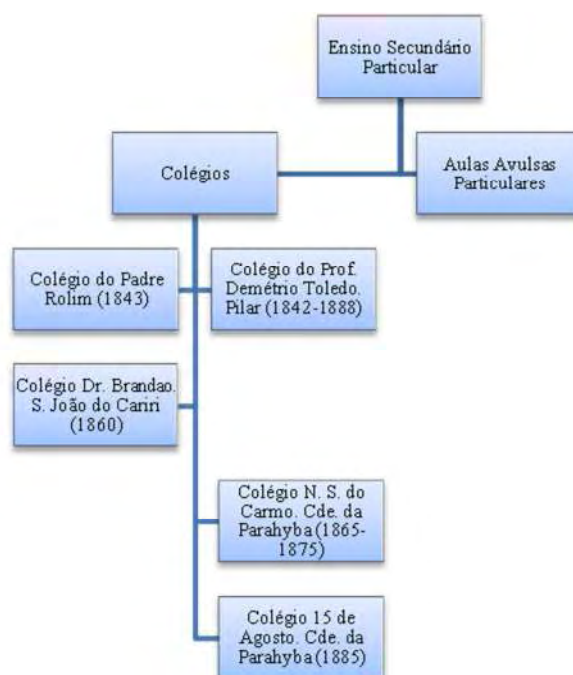 Ensino Secundário
Particular
Colégios
Aulas Avulsas
Particulares
Colégio do Padre
Rolim (1843)
Colégio do Prof.
Demétrio Toledo.
Pilar (1842-1888)
Colégio Dr. Brandao.
S. João do Cariri
(1860)
Colégio N. S. do
Carmo. Cde. da
Parahyba (1865-
1875)
Colégio 15 de
Agosto. Cde. da
Parahyba (1885)